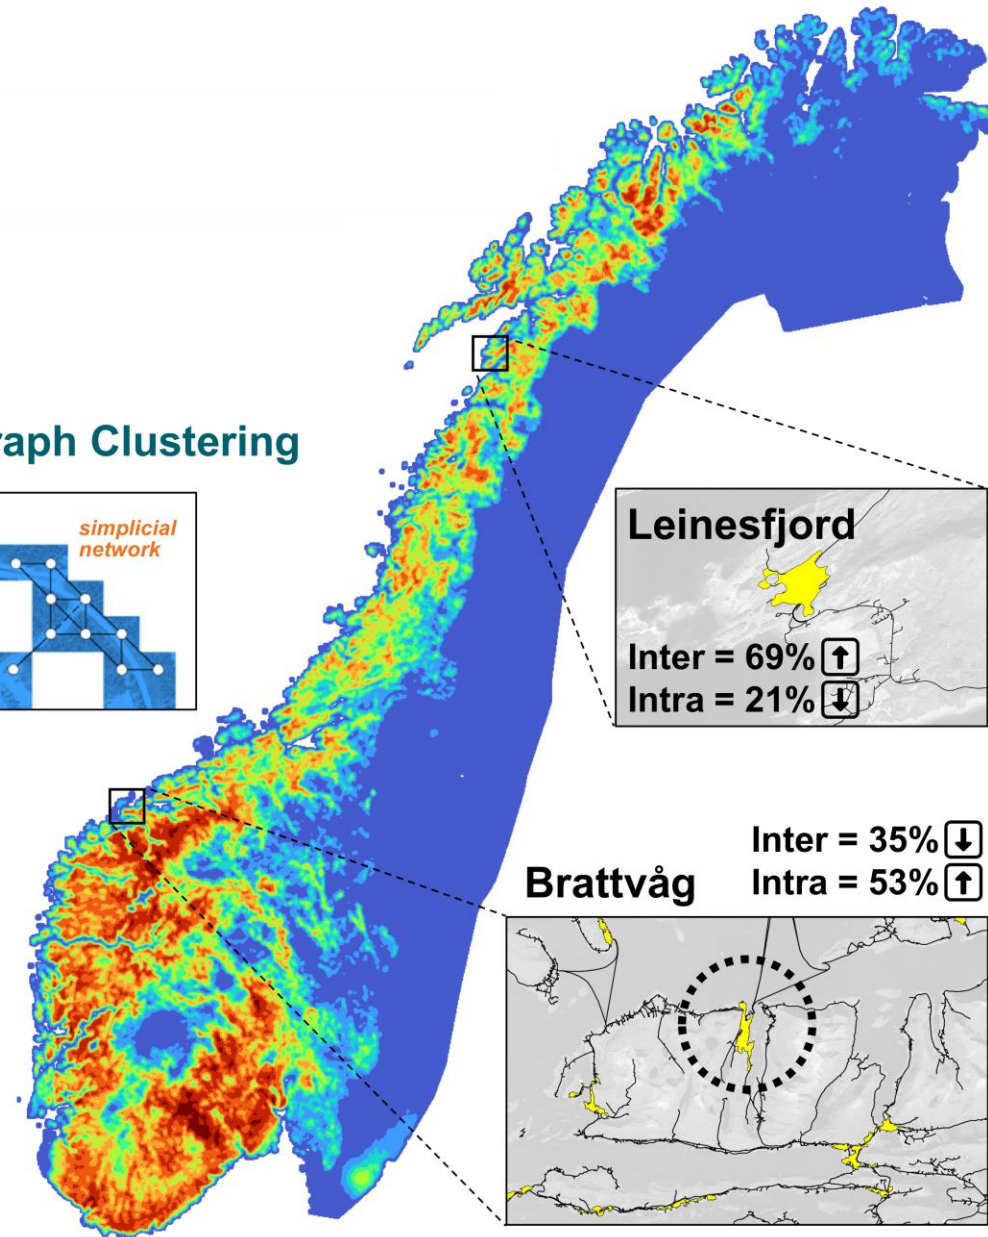 raph Clustering
simplicial
network
Leinesfjord
Inter = 69% ↑
Intra = 21% ↓
Inter = 35% ↓
Intra = 53% ↑
Brattvåg